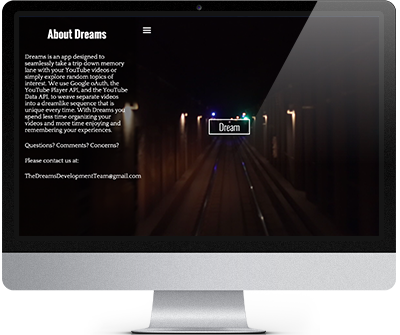 About Dreams
Dreams is an app designed to
seamlessly take a trip down memory
lane with your YouTube videos or
simply explore random topics of
interest. We use Google oAuth, the
YouTube Player API, and the YouTube
Data API, to weave separate videos
into a dreamlike sequence that is
unique every time. With Dreams you
spend less time organizing your
videos and more time enjoying and
remembering your experiences.
Questions? Comments? Concerns?
Please contact us at:
TheDreamsDevelopmentTeam@gmail.com
Dream